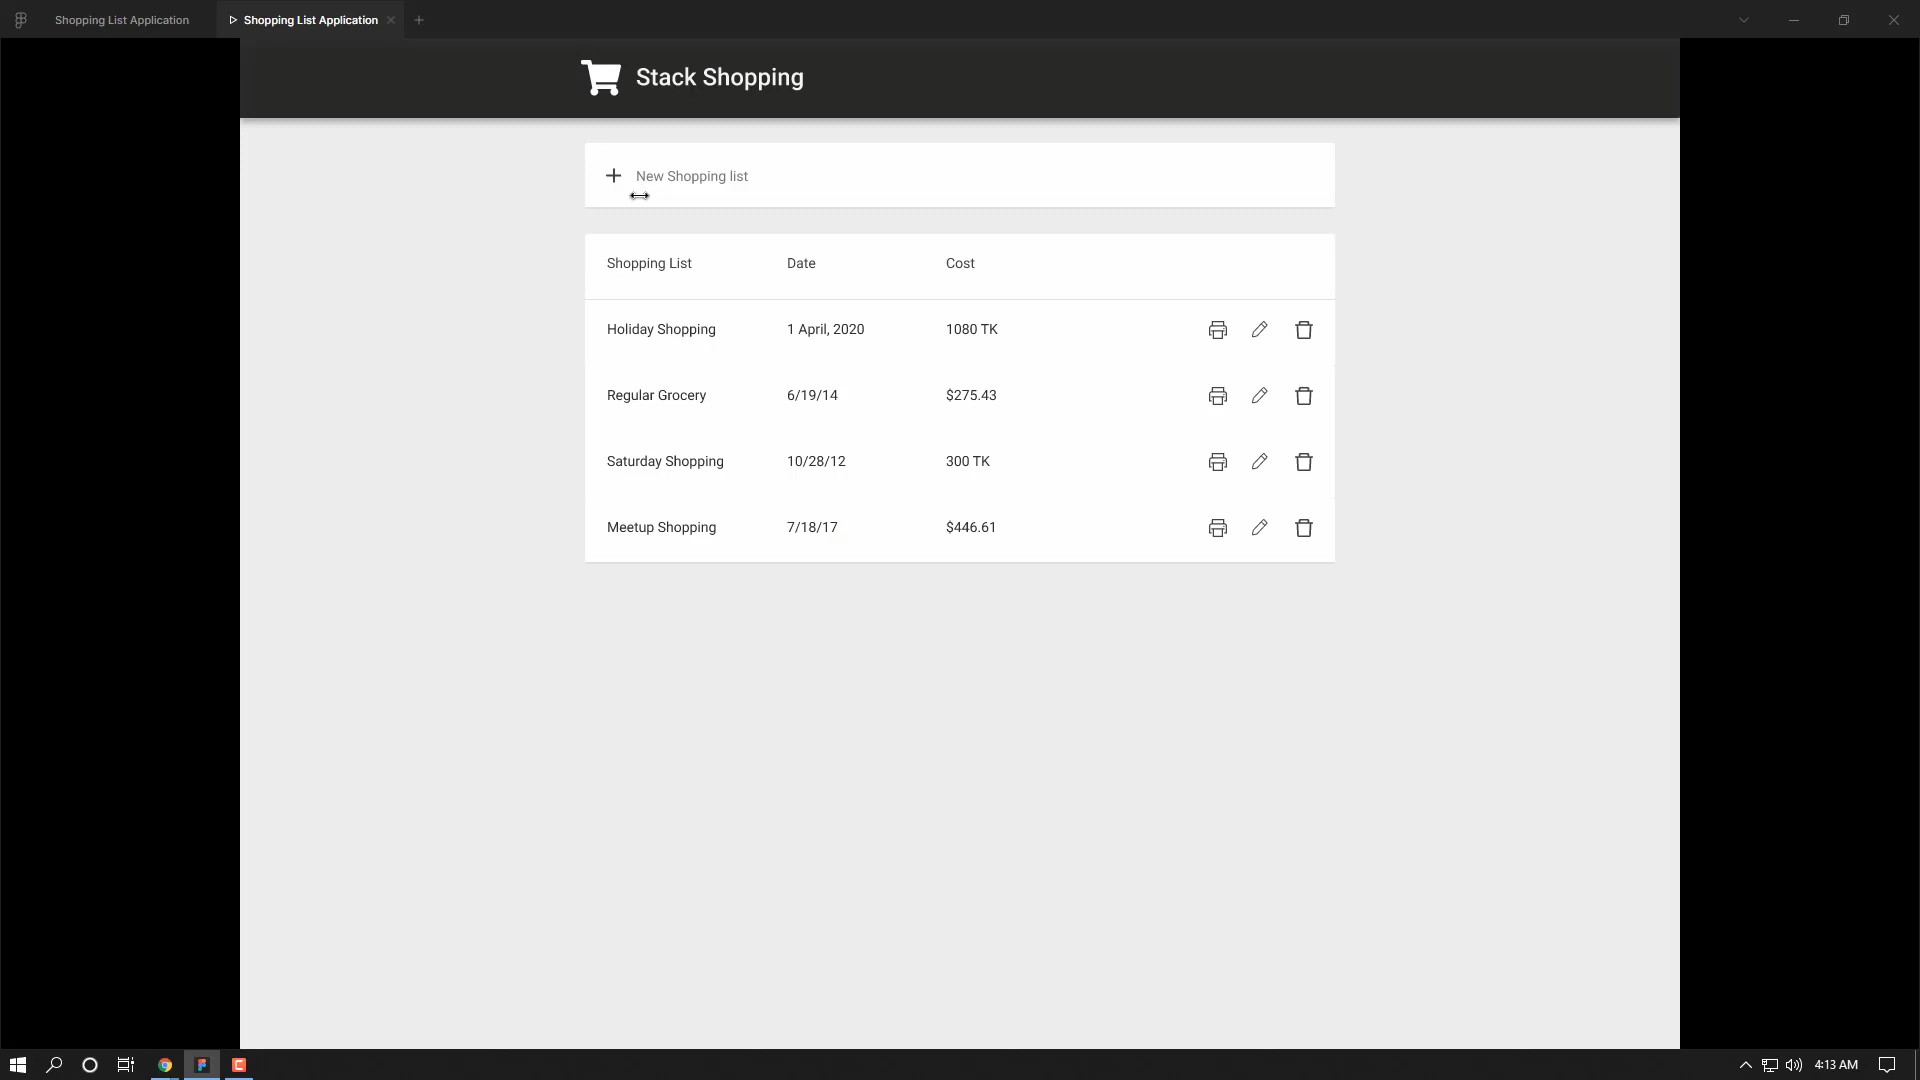 Shopping List Application
Shopping List Application
Stack Shopping
New Shopping list
Shopping List Date Cost
Holiday Shopping 1 April, 2020 1080 TK
Regular Grocery 6/19/14 $275.43
Saturday Shopping 10/28/12 300 TK
Meetup Shopping 7/18/17 $446.61
4:13 AM